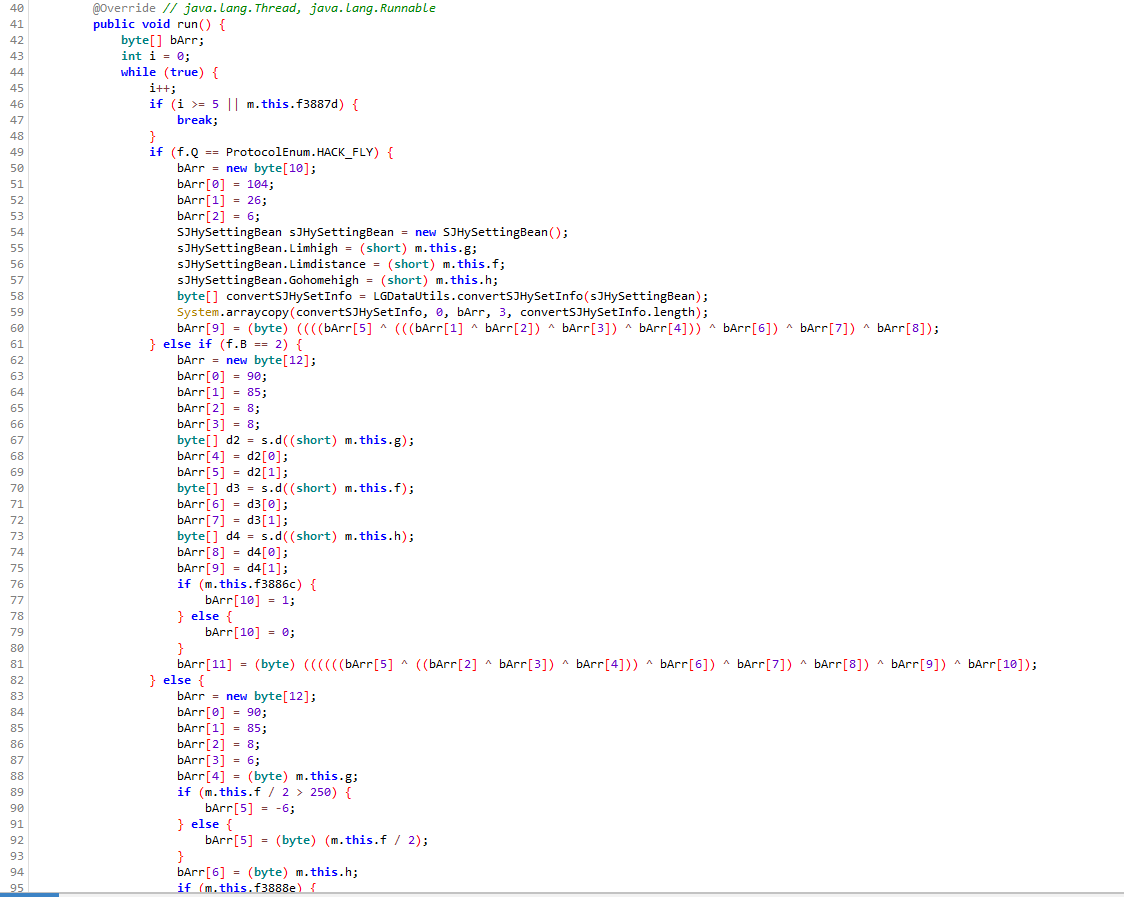 40 @Override // java.lang.Thread, java.lang.Runnable
41 public void run() {
42 byte[] bArr;
43 int i = 0;
44 while (true) {
45 i++;
46 if (i >= 5 || m.this.f3887d) {
47 break;
48 }
49 if (f.Q == ProtocolEnum.HACK_FLY) {
50 bArr = new byte[10];
51 bArr[0] = 104;
52 bArr[1] = 26;
53 bArr[2] = 6;
54 SJHySettingBean sJHySettingBean = new SJHySettingBean();
55 sJHySettingBean.Limhigh = (short) m.this.g;
56 sJHySettingBean.Limdistance = (short) m.this.f;
57 sJHySettingBean.Gohomehigh = (short) m.this.h;
58 byte[] convertSJHySetInfo = LGDataUtils.convertSJHySetInfo(sJHySettingBean);
59 System.arraycopy(convertSJHySetInfo, 0, bArr, 3, convertSJHySetInfo.length);
60 bArr[9] = (byte) ((((bArr[5] ^ (((bArr[1] ^ bArr[2]) ^ bArr[3]) ^ bArr[4])) ^ bArr[6]) ^ bArr[7]) ^ bArr[8]);
61 } else if (f.B == 2) {
62 bArr = new byte[12];
63 bArr[0] = 90;
64 bArr[1] = 85;
65 bArr[2] = 8;
66 bArr[3] = 8;
67 byte[] d2 = s.d((short) m.this.g);
68 bArr[4] = d2[0];
69 bArr[5] = d2[1];
70 byte[] d3 = s.d((short) m.this.f);
71 bArr[6] = d3[0];
72 bArr[7] = d3[1];
73 byte[] d4 = s.d((short) m.this.h);
74 bArr[8] = d4[0];
75 bArr[9] = d4[1];
76 if (m.this.f3886c) {
77 bArr[10] = 1;
78 } else {
79 bArr[10] = 0;
80 }
81 bArr[11] = (byte) ((((((bArr[5] ^ ((bArr[2] ^ bArr[3]) ^ bArr[4])) ^ bArr[6]) ^ bArr[7]) ^ bArr[8]) ^ bArr[9]) ^ bArr[10]);
82 } else {
83 bArr = new byte[12];
84 bArr[0] = 90;
85 bArr[1] = 85;
86 bArr[2] = 8;
87 bArr[3] = 6;
88 bArr[4] = (byte) m.this.g;
89 if (m.this.f / 2 > 250) {
90 bArr[5] = -6;
91 } else {
92 bArr[5] = (byte) (m.this.f / 2);
93 }
94 bArr[6] = (byte) m.this.h;
95 if (m.this.f3888e) {